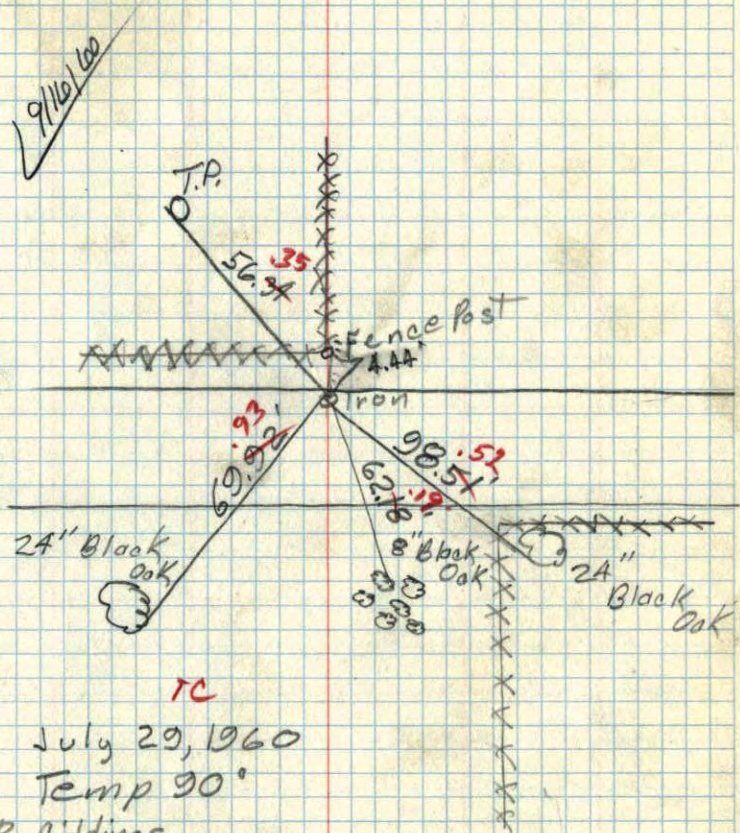 9/16/60
T.P.
.35
56.34
Fence Post
4.44'
Iron
.93
69.92'
98.51' .52
62.18' .19
24" Black
Oak
8" Black
Oak
24"
Black
Oak
TC
July 29, 1960
Temp 90°